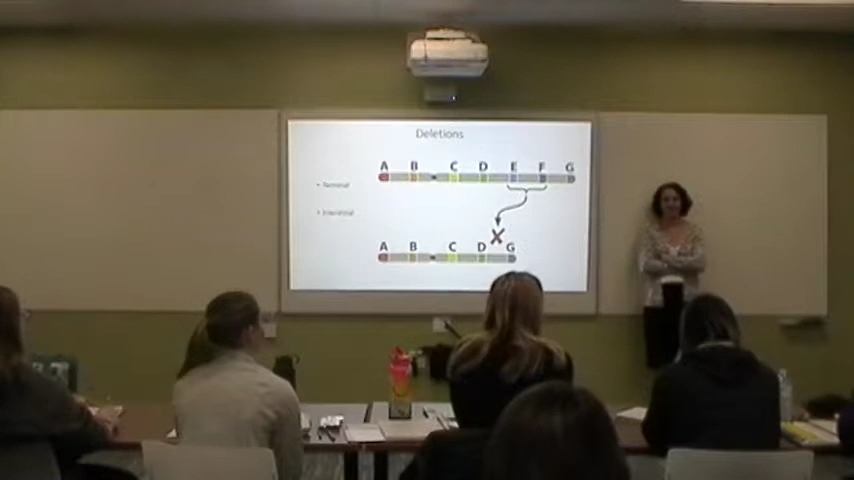 Deletions
A B C D E F G
• Terminal
• Interstitial
X
A B C D G